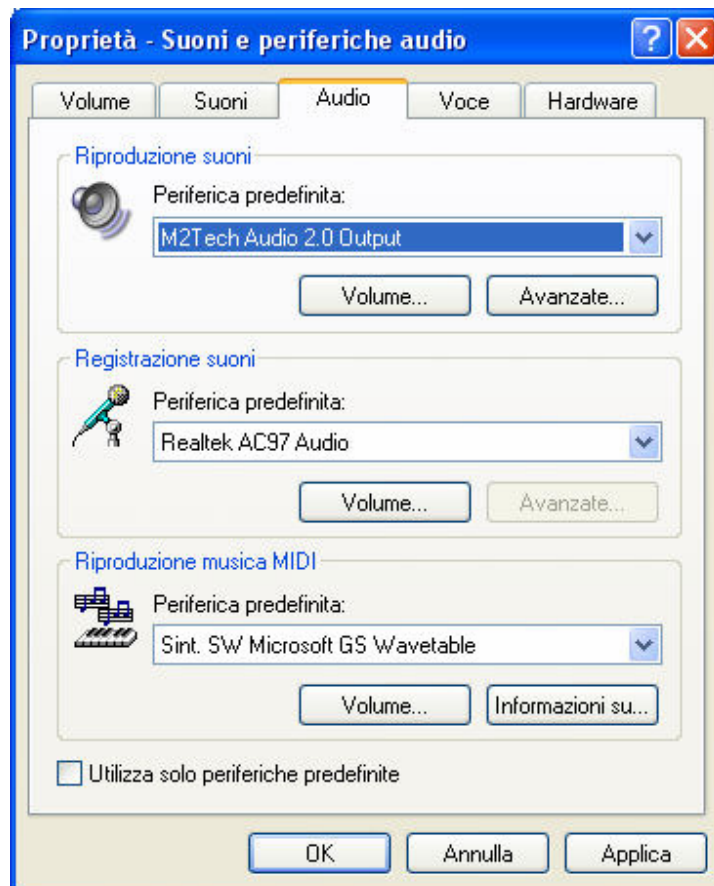 Proprietà - Suoni e periferiche audio
Volume Suoni Audio Voce Hardware
Riproduzione suoni
Periferica predefinita:
M2Tech Audio 2.0 Output
Volume... Avanzate...
Registrazione suoni
Periferica predefinita:
Realtek AC97 Audio
Volume... Avanzate...
Riproduzione musica MIDI
Periferica predefinita:
Sint. SW Microsoft GS Wavetable
Volume... Informazioni su...
Utilizza solo periferiche predefinite
OK Annulla Applica